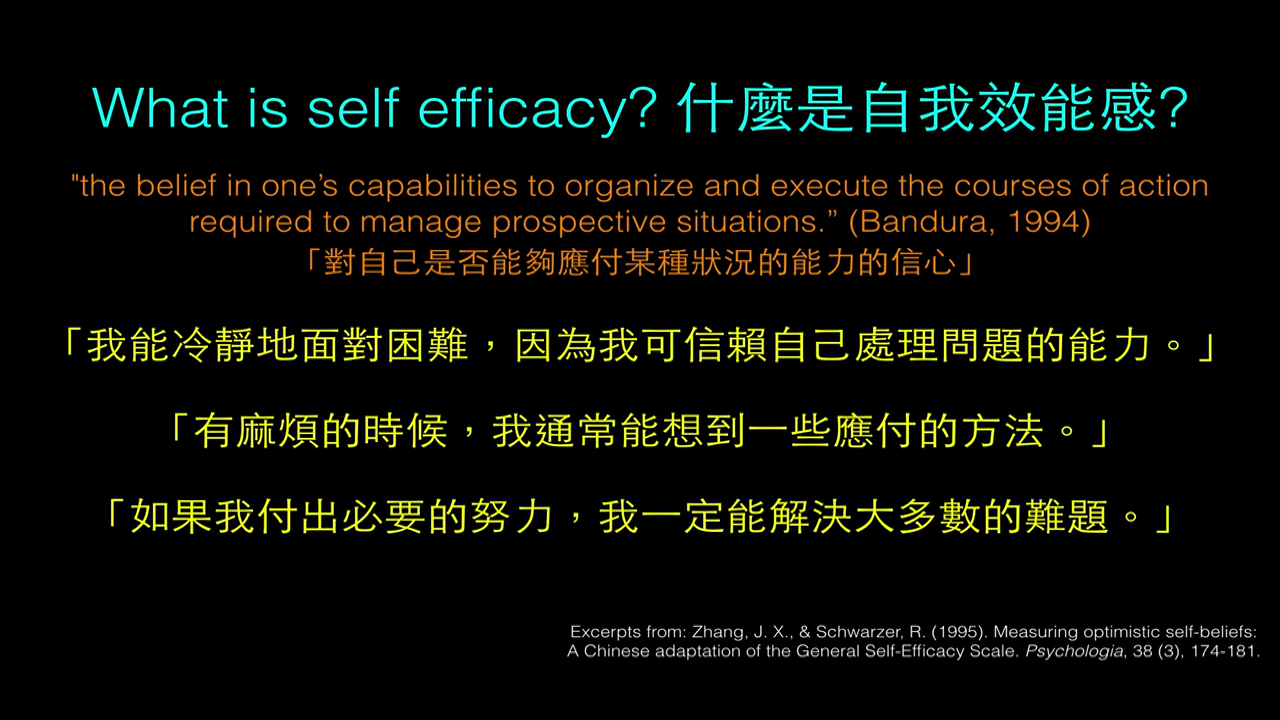 What is self efficacy? 什麼是自我效能感?
"the belief in one’s capabilities to organize and execute the courses of action
required to manage prospective situations.” (Bandura, 1994)
「對自己是否能夠應付某種狀況的能力的信心」
「我能冷靜地面對困難，因為我可信賴自己處理問題的能力。」
「有麻煩的時候，我通常能想到一些應付的方法。」
「如果我付出必要的努力，我一定能解決大多數的難題。」
Excerpts from: Zhang, J. X., & Schwarzer, R. (1995). Measuring optimistic self-beliefs:
A Chinese adaptation of the General Self-Efficacy Scale. Psychologia, 38 (3), 174-181.